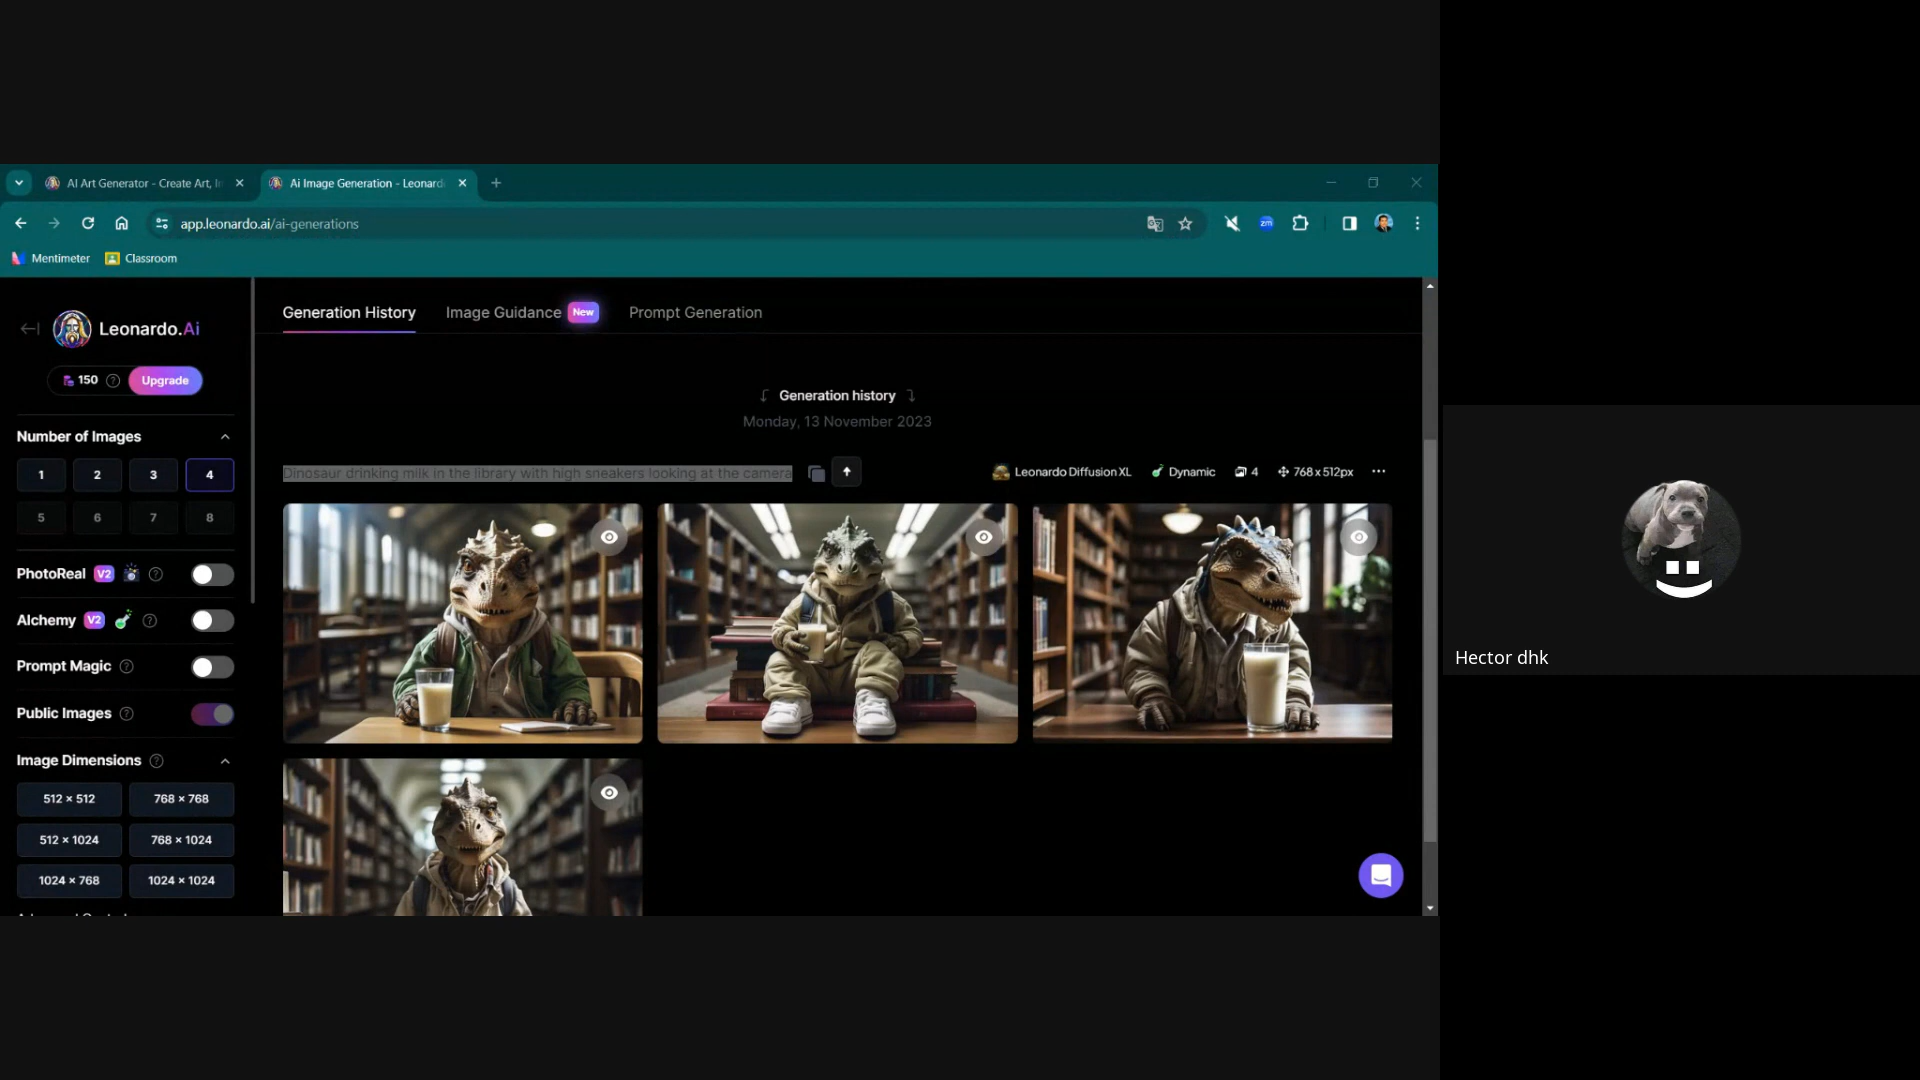 AI Art Generator - Create Art, I
Ai Image Generation - Leonard
app.leonardo.ai/ai-generations
zm
Mentimeter
Classroom
Leonardo.Ai
150
Upgrade
Number of Images
1 2 3 4
5 6 7 8
PhotoReal V2
Alchemy V2
Prompt Magic
Public Images
Image Dimensions
512 × 512 768 × 768
512 × 1024 768 × 1024
1024 × 768 1024 × 1024
Generation History Image Guidance New Prompt Generation
Generation history
Monday, 13 November 2023
Dinosaur drinking milk in the library with high sneakers looking at the camera
Leonardo Diffusion XL Dynamic 4 768 x 512px
Hector dhk